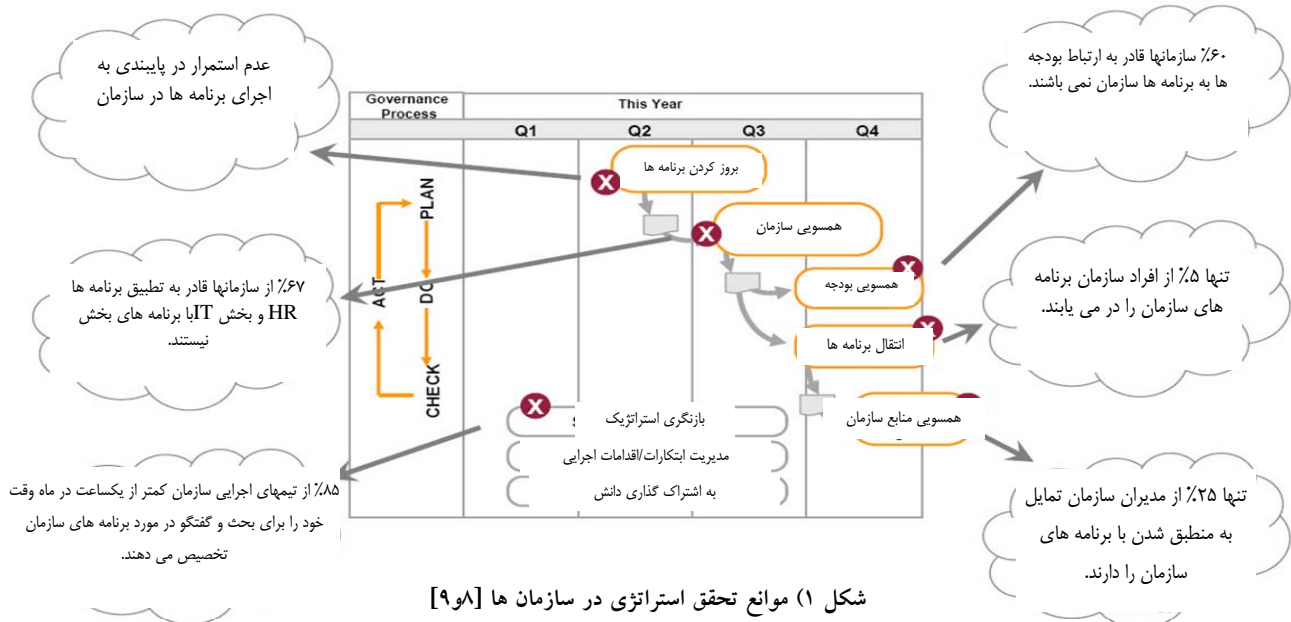 عدم استمرار در پایبندی به
اجرای برنامه ها در سازمان
٪۶۰ سازمانها قادر به ارتباط بودجه
ها به برنامه ها سازمان نمی باشند.
Governance
Process
This Year
Q1 Q2 Q3 Q4
بروز کردن برنامه ها
همسویی سازمان
همسویی بودجه
انتقال برنامه ها
همسویی منابع سازمان
PLAN
DO
ACT
CHECK
٪۶۷ از سازمانها قادر به تطبیق برنامه ها
HR و بخش ITبا برنامه های بخش
نیستند.
تنها ۵٪ از افراد سازمان برنامه
های سازمان را در می یابند.
بازنگری استراتژیک
مدیریت ابتکارات/اقدامات اجرایی
به اشتراک گذاری دانش
٪۸۵ از تیمهای اجرایی سازمان کمتر از یکساعت در ماه وقت
خود را برای بحث و گفتگو در مورد برنامه های سازمان
تخصیص می دهند.
تنها ۲۵٪ از مدیران سازمان تمایل
به منطبق شدن با برنامه های
سازمان را دارند.
شکل ۱) موانع تحقق استراتژی در سازمان ها [۸و۹]